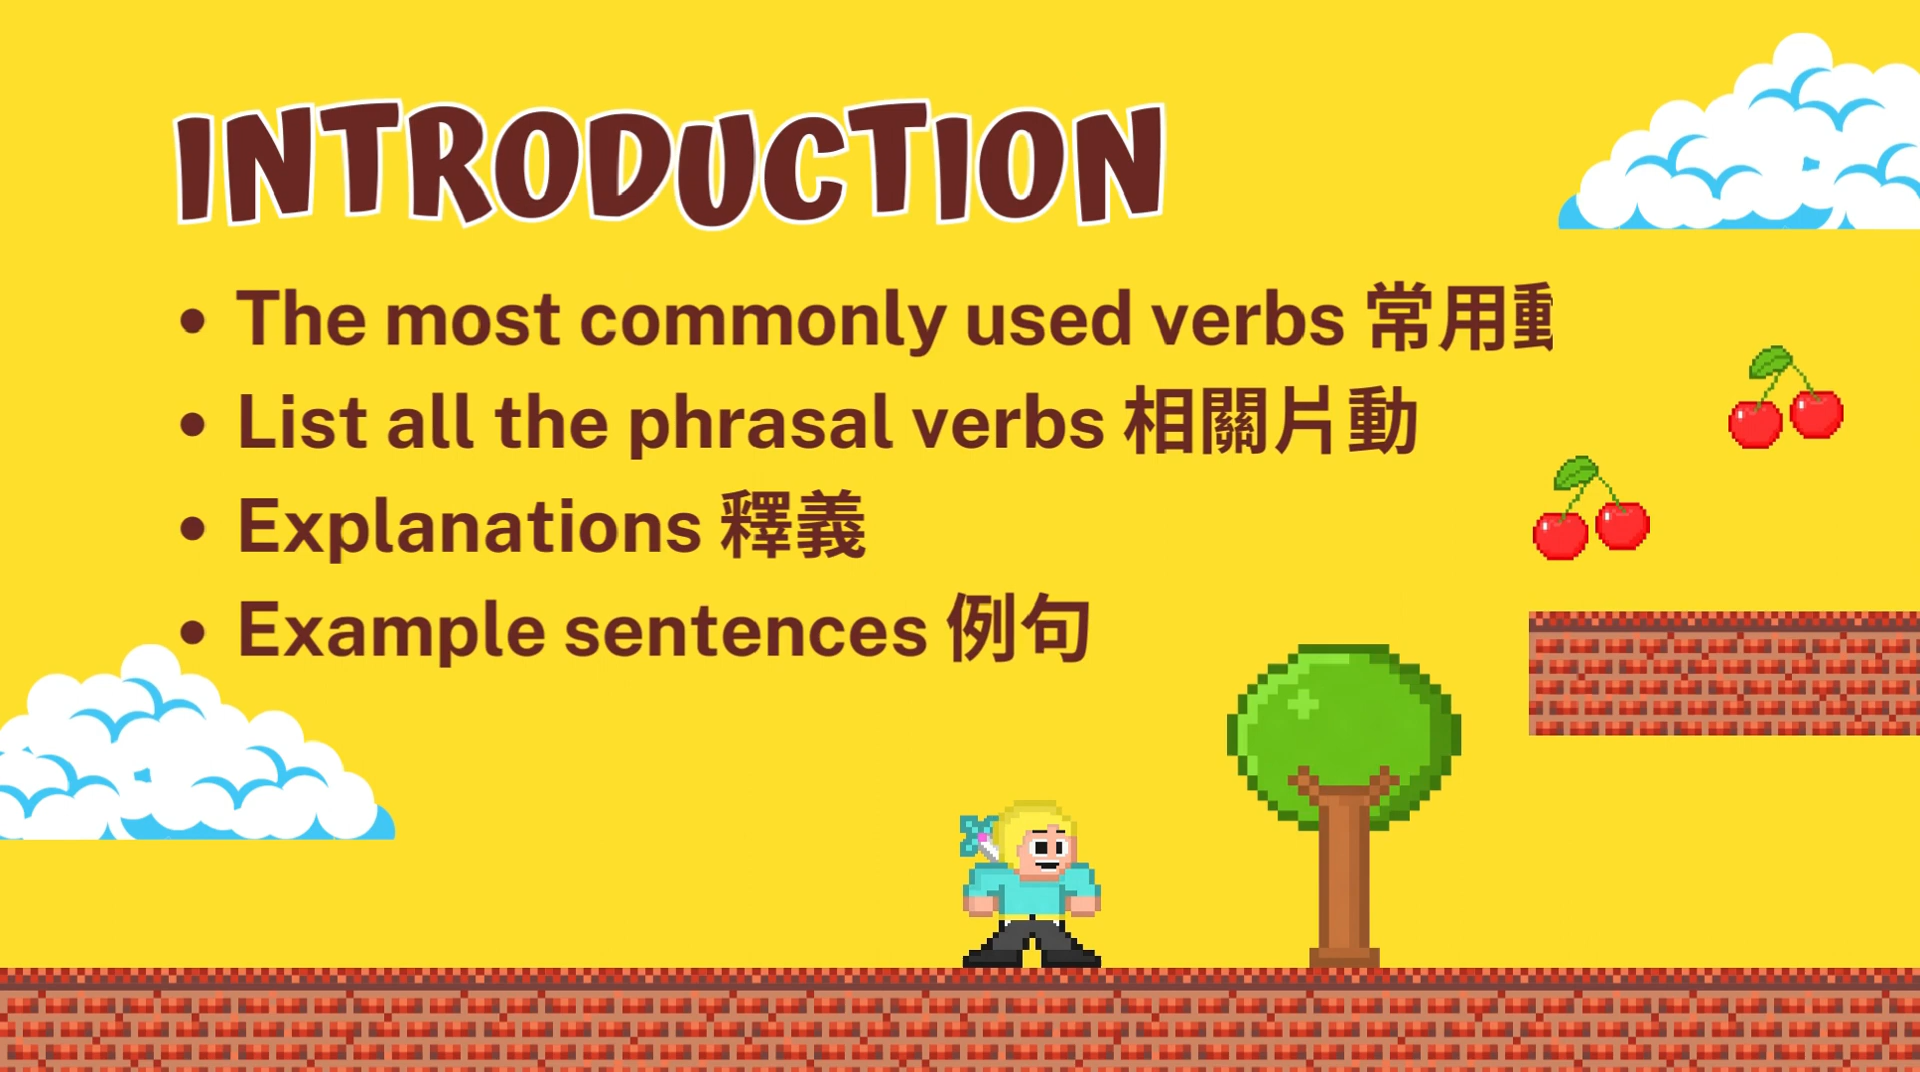 INTRODUCTION
• The most commonly used verbs 常用動
• List all the phrasal verbs 相關片動
• Explanations 釋義
• Example sentences 例句